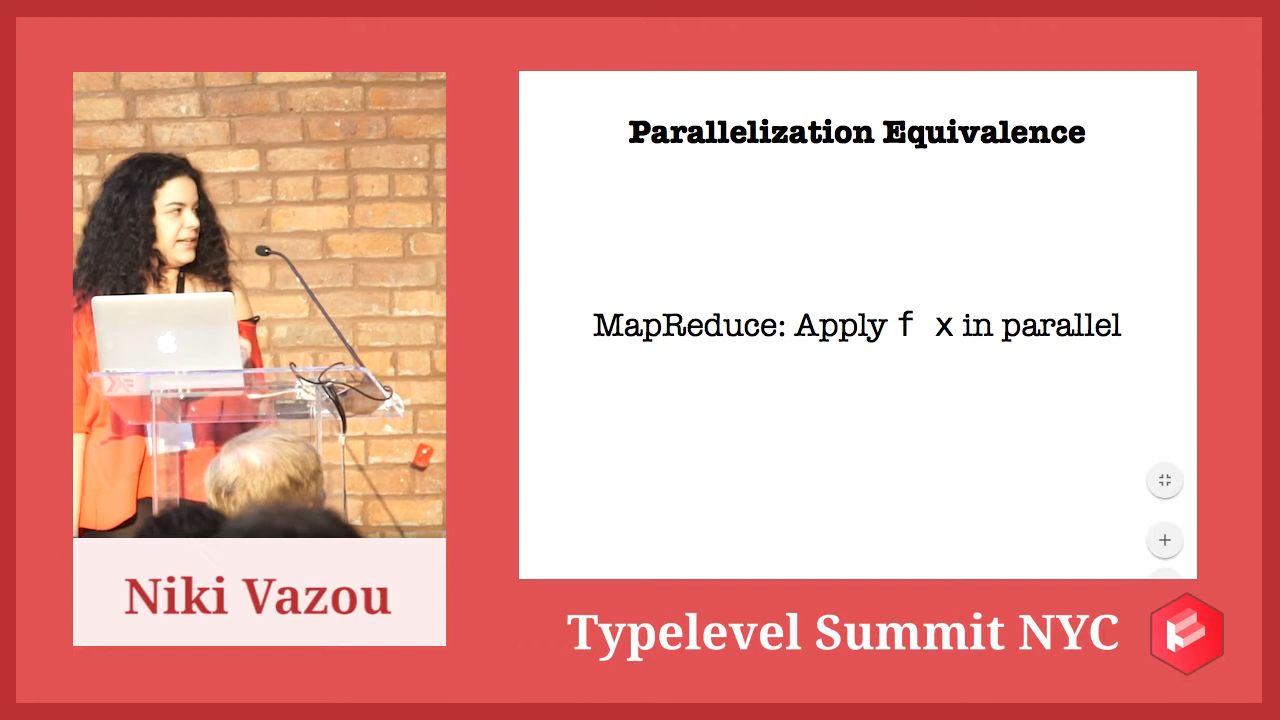 Parallelization Equivalence
MapReduce: Apply f x in parallel
Niki Vazou
Typelevel Summit NYC